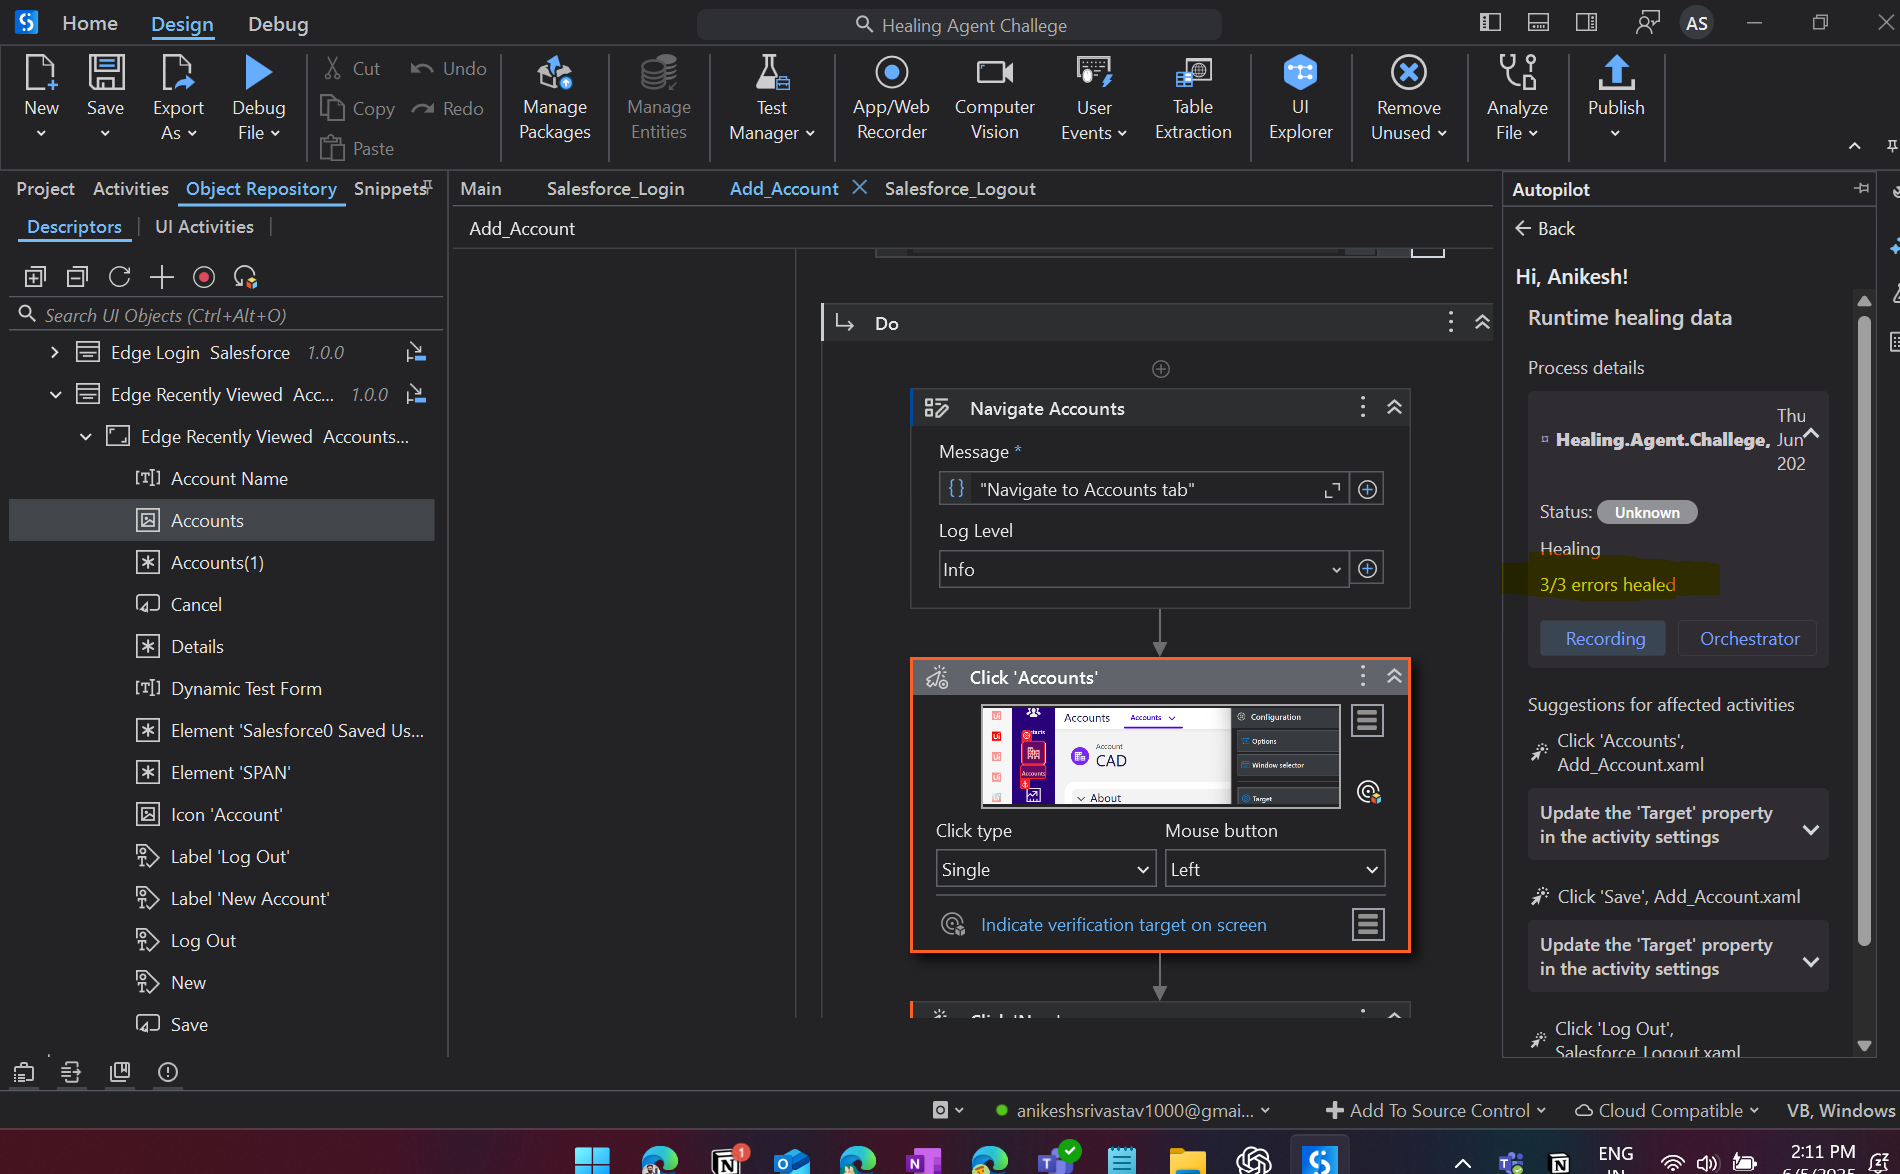 Home Design Debug
Healing Agent Challege
AS
New
Save
Export As
Debug File
Cut
Copy
Paste
Undo
Redo
Manage Packages
Manage Entities
Test Manager
App/Web Recorder
Computer Vision
User Events
Table Extraction
UI Explorer
Remove Unused
Analyze File
Publish
Project Activities Object Repository Snippets
Descriptors UI Activities
Search UI Objects (Ctrl+Alt+O)
Edge Login Salesforce 1.0.0
Edge Recently Viewed Acc... 1.0.0
Edge Recently Viewed Accounts...
Account Name
Accounts
Accounts(1)
Cancel
Details
Dynamic Test Form
Element 'Salesforce0 Saved Us...
Element 'SPAN'
Icon 'Account'
Label 'Log Out'
Label 'New Account'
Log Out
New
Save
Main Salesforce_Login Add_Account Salesforce_Logout
Add_Account
Do
Navigate Accounts
Message *
"Navigate to Accounts tab"
Log Level
Info
Click 'Accounts'
Accounts Accounts
Account
CAD
About
Accounts
Configuration
Options
Window selector
Target
Click type Mouse button
Single Left
Indicate verification target on screen
Autopilot
Back
Hi, Anikesh!
Runtime healing data
Process details
Healing.Agent.Challege,
Thu
Jun
202
Status: Unknown
Healing
3/3 errors healed
Recording Orchestrator
Suggestions for affected activities
Click 'Accounts',
Add_Account.xaml
Update the 'Target' property
in the activity settings
Click 'Save', Add_Account.xaml
Update the 'Target' property
in the activity settings
Click 'Log Out',
Salesforce_Logout.xaml
anikeshsrivastav1000@gmai... Add To Source Control Cloud Compatible VB, Windows
1
ENG
IN
2:11 PM
6/5/2025